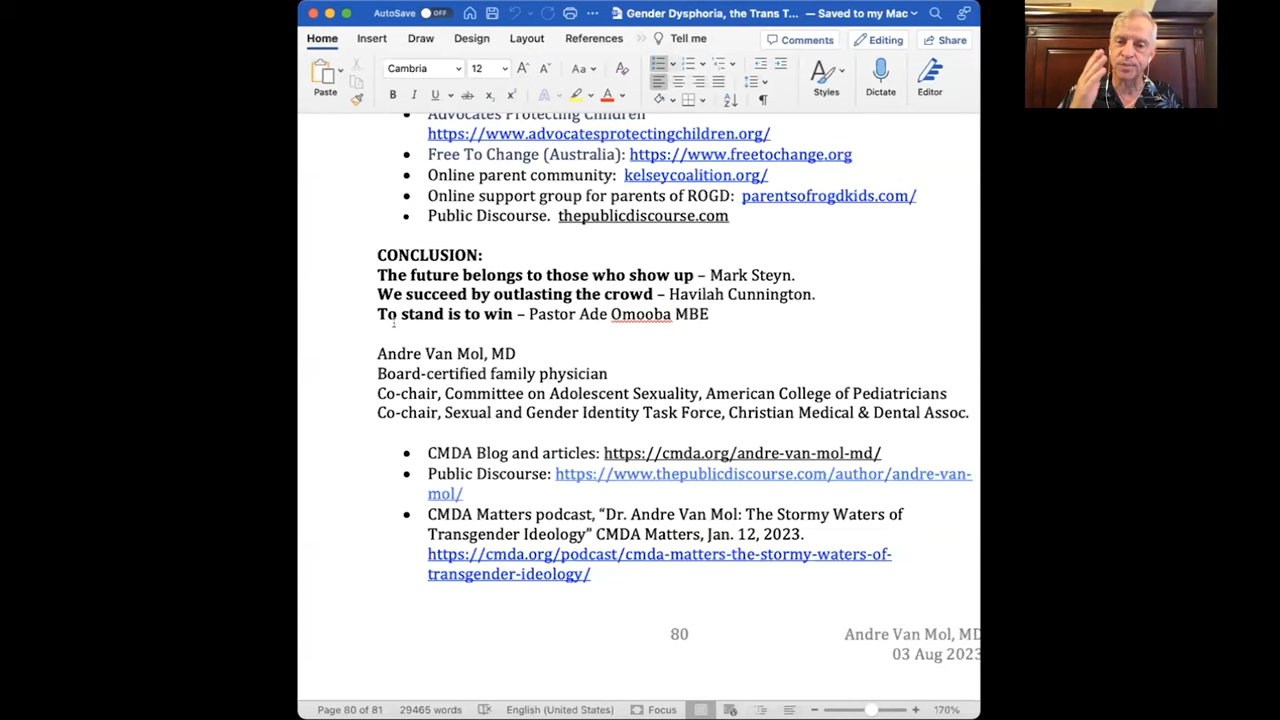 AutoSave OFF Gender Dysphoria, the Trans T... — Saved to my Mac
Home Insert Draw Design Layout References Tell me Comments Editing Share
Paste Cambria 12 Styles Dictate Editor
Advocates Protecting Children
https://www.advocatesprotectingchildren.org/
• Free To Change (Australia): https://www.freetochange.org
• Online parent community: kelseycoalition.org/
• Online support group for parents of ROGD: parentsofrogdkids.com/
• Public Discourse. thepublicdiscourse.com
CONCLUSION:
The future belongs to those who show up – Mark Steyn.
We succeed by outlasting the crowd – Havilah Cunnington.
To stand is to win – Pastor Ade Omooba MBE
Andre Van Mol, MD
Board-certified family physician
Co-chair, Committee on Adolescent Sexuality, American College of Pediatricians
Co-chair, Sexual and Gender Identity Task Force, Christian Medical & Dental Assoc.
• CMDA Blog and articles: https://cmda.org/andre-van-mol-md/
• Public Discourse: https://www.thepublicdiscourse.com/author/andre-van-
mol/
• CMDA Matters podcast, “Dr. Andre Van Mol: The Stormy Waters of
Transgender Ideology” CMDA Matters, Jan. 12, 2023.
https://cmda.org/podcast/cmda-matters-the-stormy-waters-of-
transgender-ideology/
80 Andre Van Mol, MD
03 Aug 2023
Page 80 of 81 29465 words English (United States) Focus 170%